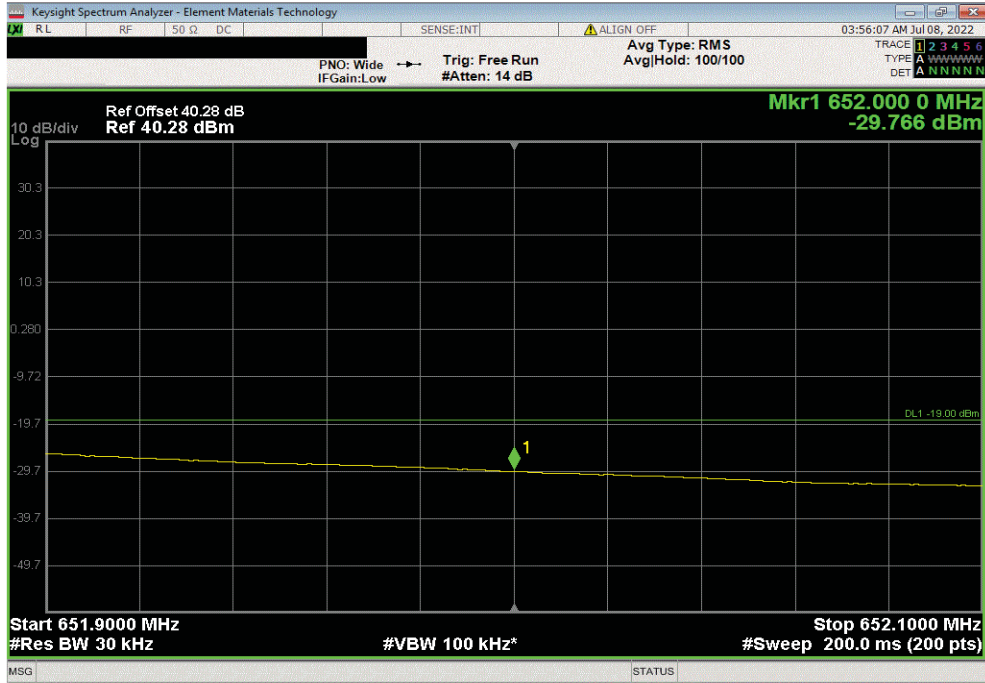 Keysight Spectrum Analyzer - Element Materials Technology
LXI RL RF 50 Ω DC SENSE:INT ALIGN OFF 03:56:07 AM Jul 08, 2022
Avg Type: RMS TRACE 1 2 3 4 5 6
PNO: Wide Trig: Free Run Avg|Hold: 100/100 TYPE A WWWWW
IFGain:Low #Atten: 14 dB DET A N N N N N
Mkr1 652.000 0 MHz
Ref Offset 40.28 dB
10 dB/div Ref 40.28 dBm -29.766 dBm
Log
30.3
20.3
10.3
0.280
-9.72
DL1 -19.00 dBm
-19.7
1
-29.7
-39.7
-49.7
Start 651.9000 MHz Stop 652.1000 MHz
#Res BW 30 kHz #VBW 100 kHz* #Sweep 200.0 ms (200 pts)
MSG STATUS